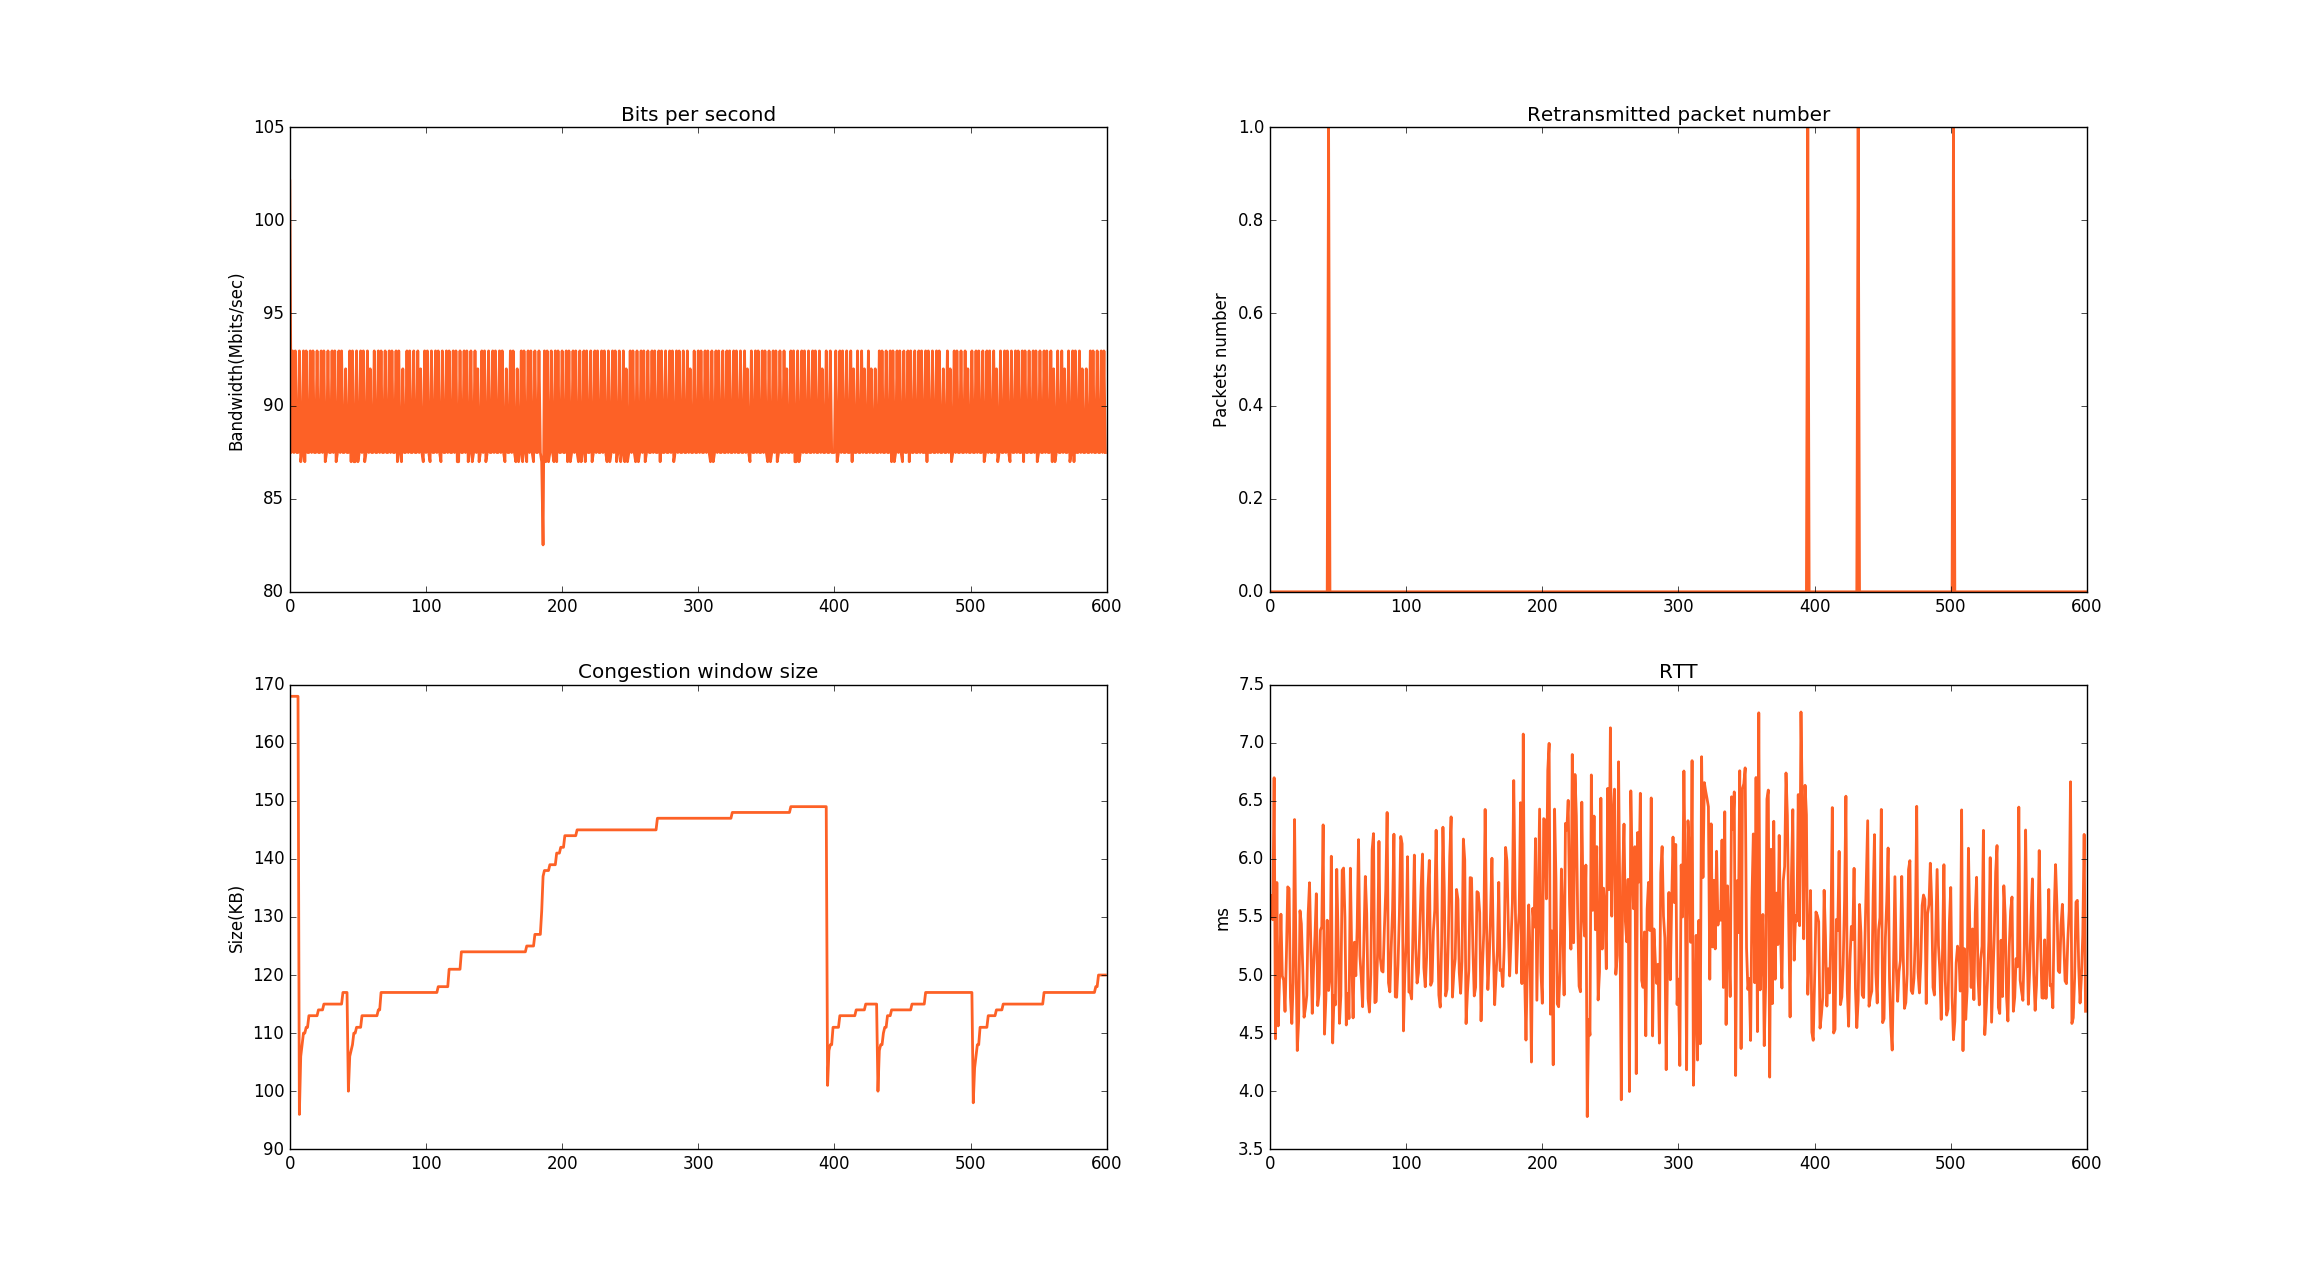 Bits per second
105
100
95
90
85
80
Bandwidth(Mbits/sec)
0 100 200 300 400 500 600
Retransmitted packet number
1.0
0.8
0.6
0.4
0.2
0.0
Packets number
0 100 200 300 400 500 600
Congestion window size
170
160
150
140
130
120
110
100
90
Size(KB)
0 100 200 300 400 500 600
RTT
7.5
7.0
6.5
6.0
5.5
5.0
4.5
4.0
3.5
ms
0 100 200 300 400 500 600